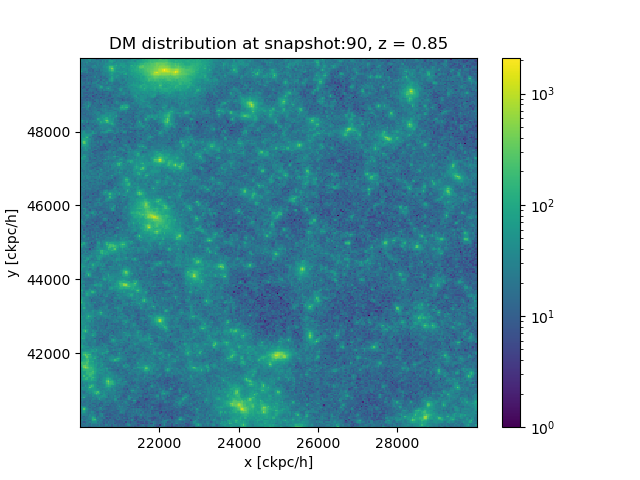 DM distribution at snapshot:90, z = 0.85
y [ckpc/h]
48000
46000
44000
42000
22000 24000 26000 28000
x [ckpc/h]
10³
10²
10¹
10⁰